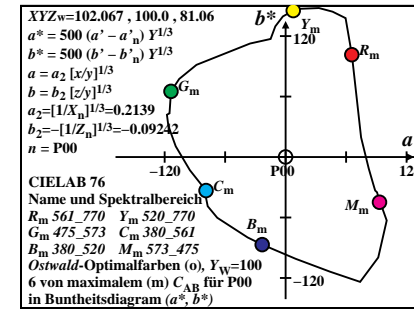 XYZw=102.067, 100.0, 81.06
a* = 500 (a' – a'n) Y1/3
b* = 500 (b' – b'n) Y1/3
a = a2 [x/y]1/3
b = b2 [z/y]1/3
a2=[1/Xn]1/3=0.2139
b2=–[1/Zn]1/3=–0.09242
n = P00
CIELAB 76
Name und Spektralbereich
Rm 561_770 Ym 520_770
Gm 475_573 Cm 380_561
Bm 380_520 Mm 573_475
Ostwald-Optimalfarben (o), YW=100
6 von maximalem (m) CAB für P00
in Buntheitsdiagram (a*, b*)
b*
Ym
120
Rm
Gm
a
–120
P00
12
Cm
Mm
Bm
–120